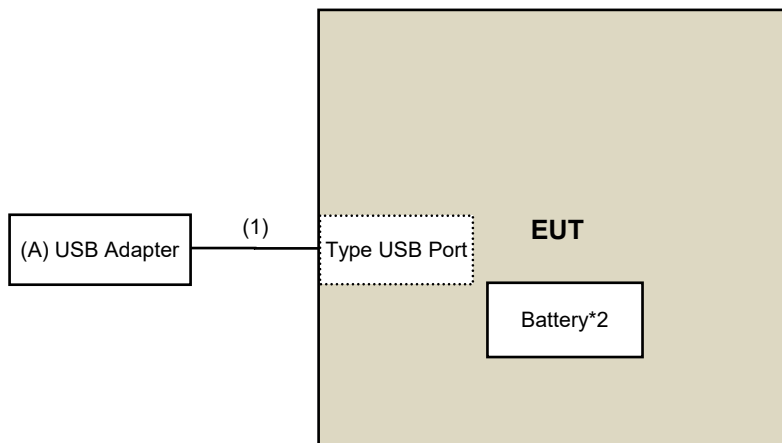 (A) USB Adapter
(1)
Type USB Port
EUT
Battery*2